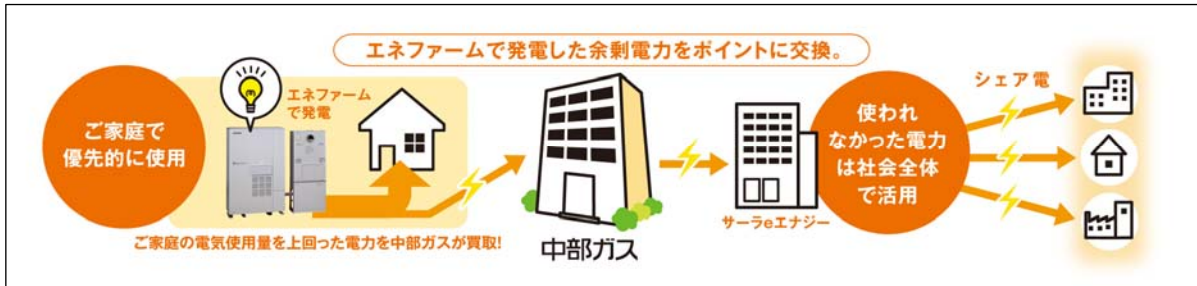 エネファームで発電した余剰電力をポイントに交換。
ご家庭で
優先的に使用
エネファーム
で発電
ご家庭の電気使用量を上回った電力を中部ガスが買取!
中部ガス
サーラeエナジー
使われ
なかった電力
は社会全体
で活用
シェア電